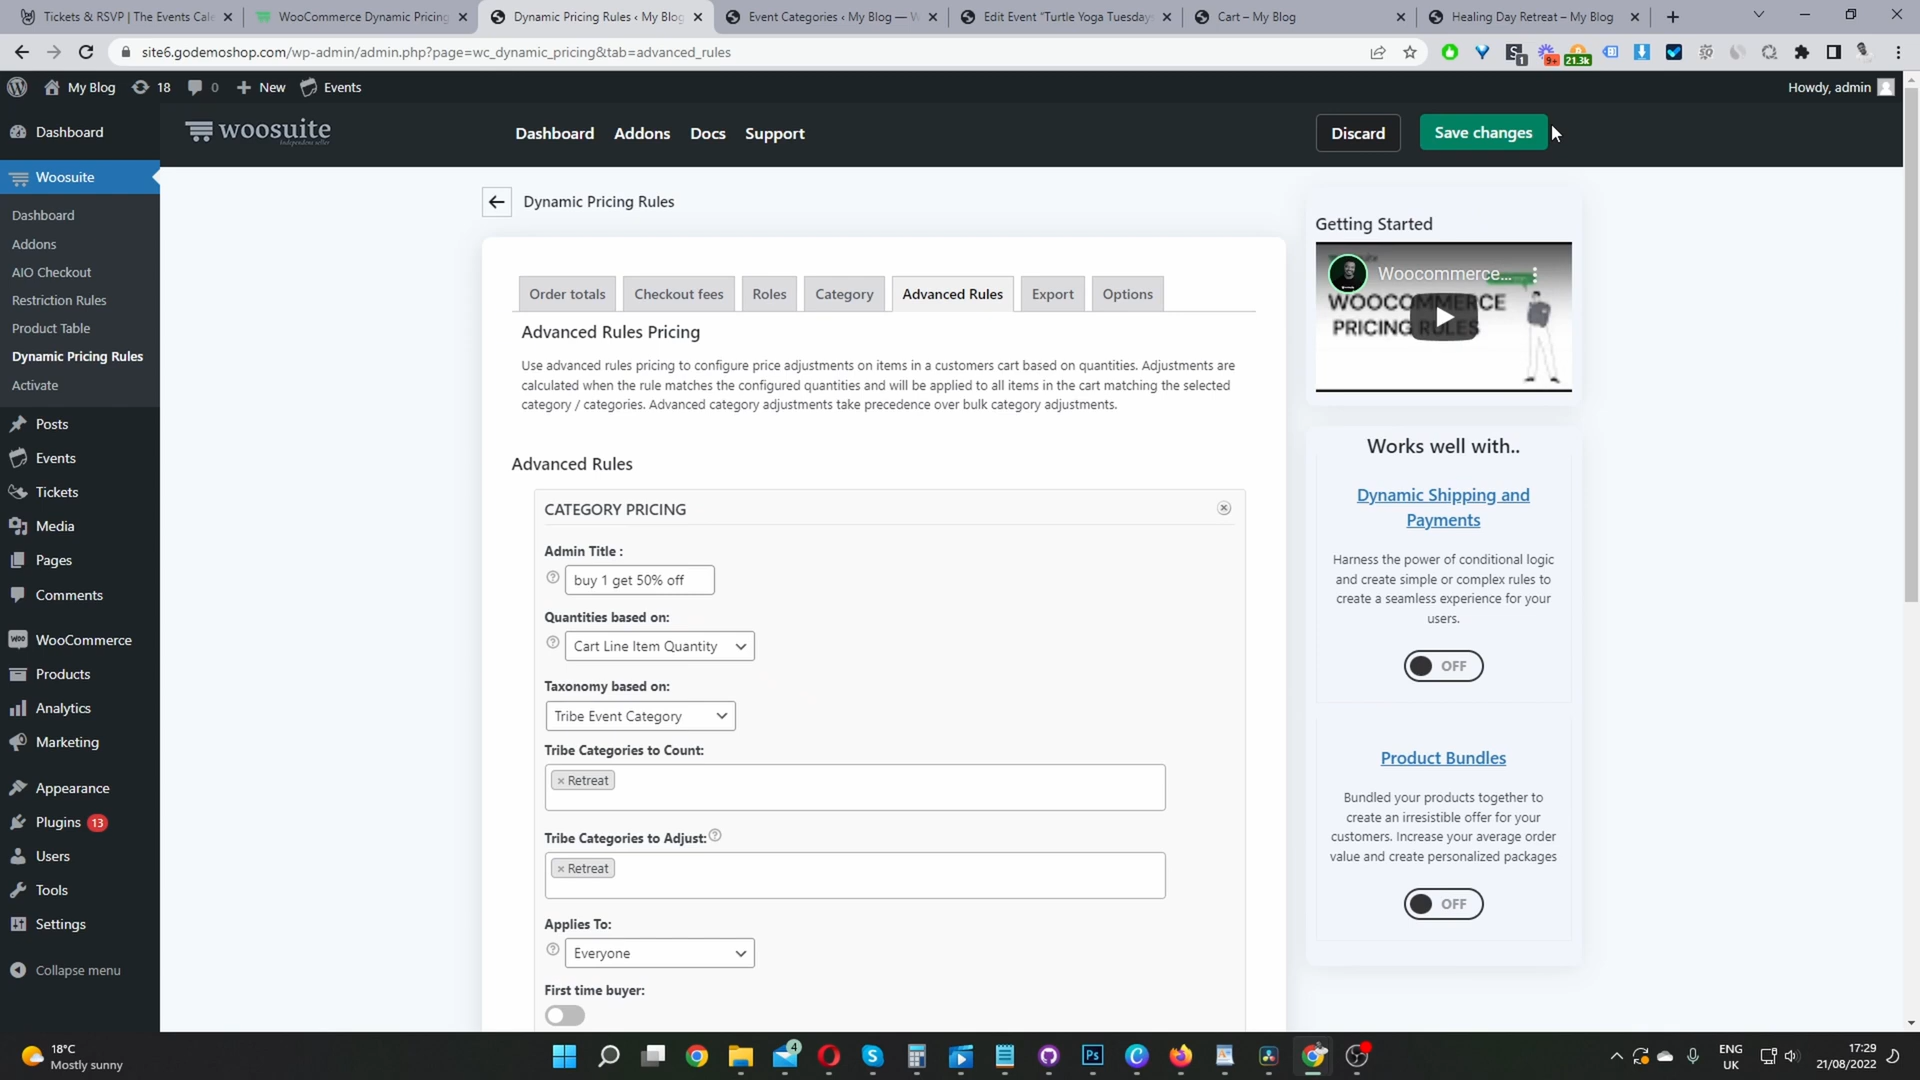 Tickets & RSVP | The Events Cale
WooCommerce Dynamic Pricing
Dynamic Pricing Rules ‹ My Blog
Event Categories ‹ My Blog — W
Edit Event "Turtle Yoga Tuesdays
Cart – My Blog
Healing Day Retreat – My Blog
site6.godemoshop.com/wp-admin/admin.php?page=wc_dynamic_pricing&tab=advanced_rules
1
9+
21.3k
My Blog
18
0
New
Events
Howdy, admin
Dashboard
Woosuite
Dashboard
Addons
AIO Checkout
Restriction Rules
Product Table
Dynamic Pricing Rules
Activate
Posts
Events
Tickets
Media
Pages
Comments
WooCommerce
Products
Analytics
Marketing
Appearance
Plugins 13
Users
Tools
Settings
Collapse menu
woosuite
Independent seller
Dashboard Addons Docs Support
Discard
Save changes
Dynamic Pricing Rules
Order totals
Checkout fees
Roles
Category
Advanced Rules
Export
Options
Advanced Rules Pricing
Use advanced rules pricing to configure price adjustments on items in a customers cart based on quantities. Adjustments are
calculated when the rule matches the configured quantities and will be applied to all items in the cart matching the selected
category / categories. Advanced category adjustments take precedence over bulk category adjustments.
Advanced Rules
CATEGORY PRICING
Admin Title :
buy 1 get 50% off
Quantities based on:
Cart Line Item Quantity
Taxonomy based on:
Tribe Event Category
Tribe Categories to Count:
× Retreat
Tribe Categories to Adjust:
× Retreat
Applies To:
Everyone
First time buyer:
Getting Started
Woocommerce...
WOOCOMMERCE
PRICING RULES
Works well with..
Dynamic Shipping and
Payments
Harness the power of conditional logic
and create simple or complex rules to
create a seamless experience for your
users.
OFF
Product Bundles
Bundled your products together to
create an irresistible offer for your
customers. Increase your average order
value and create personalized packages
OFF
18°C
Mostly sunny
4
Ps
ENG
UK
17:29
21/08/2022